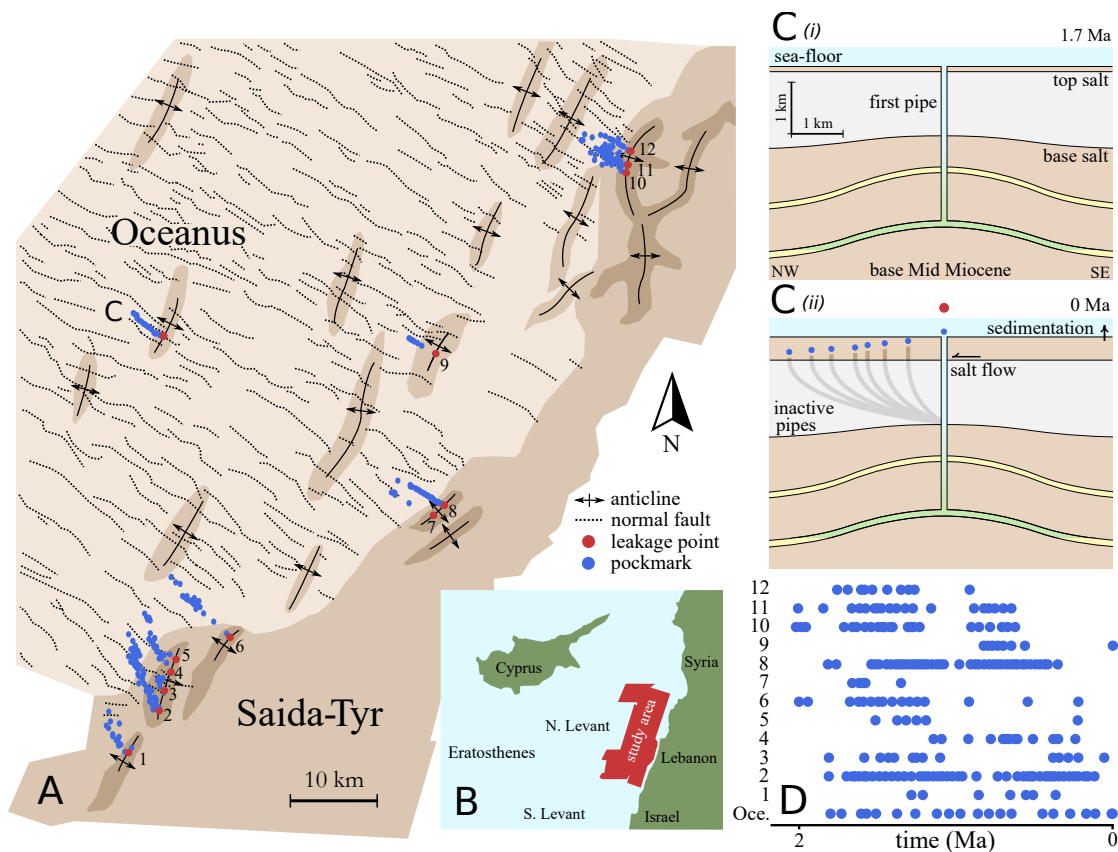 Oceanus
C
12
11
10
9
8
7
6
5
4
3
2
1
N
anticline
normal fault
leakage point
pockmark
Saida-Tyr
10 km
A
Cyprus
Syria
N. Levant
study area
Eratosthenes
Lebanon
S. Levant
Israel
B
C (i)
1.7 Ma
sea-floor
top salt
1 km
first pipe
1 km
base salt
NW
base Mid Miocene
SE
C (ii)
0 Ma
sedimentation
salt flow
inactive
pipes
12
11
10
9
8
7
6
5
4
3
2
1
Oce.
D
2
time (Ma)
0